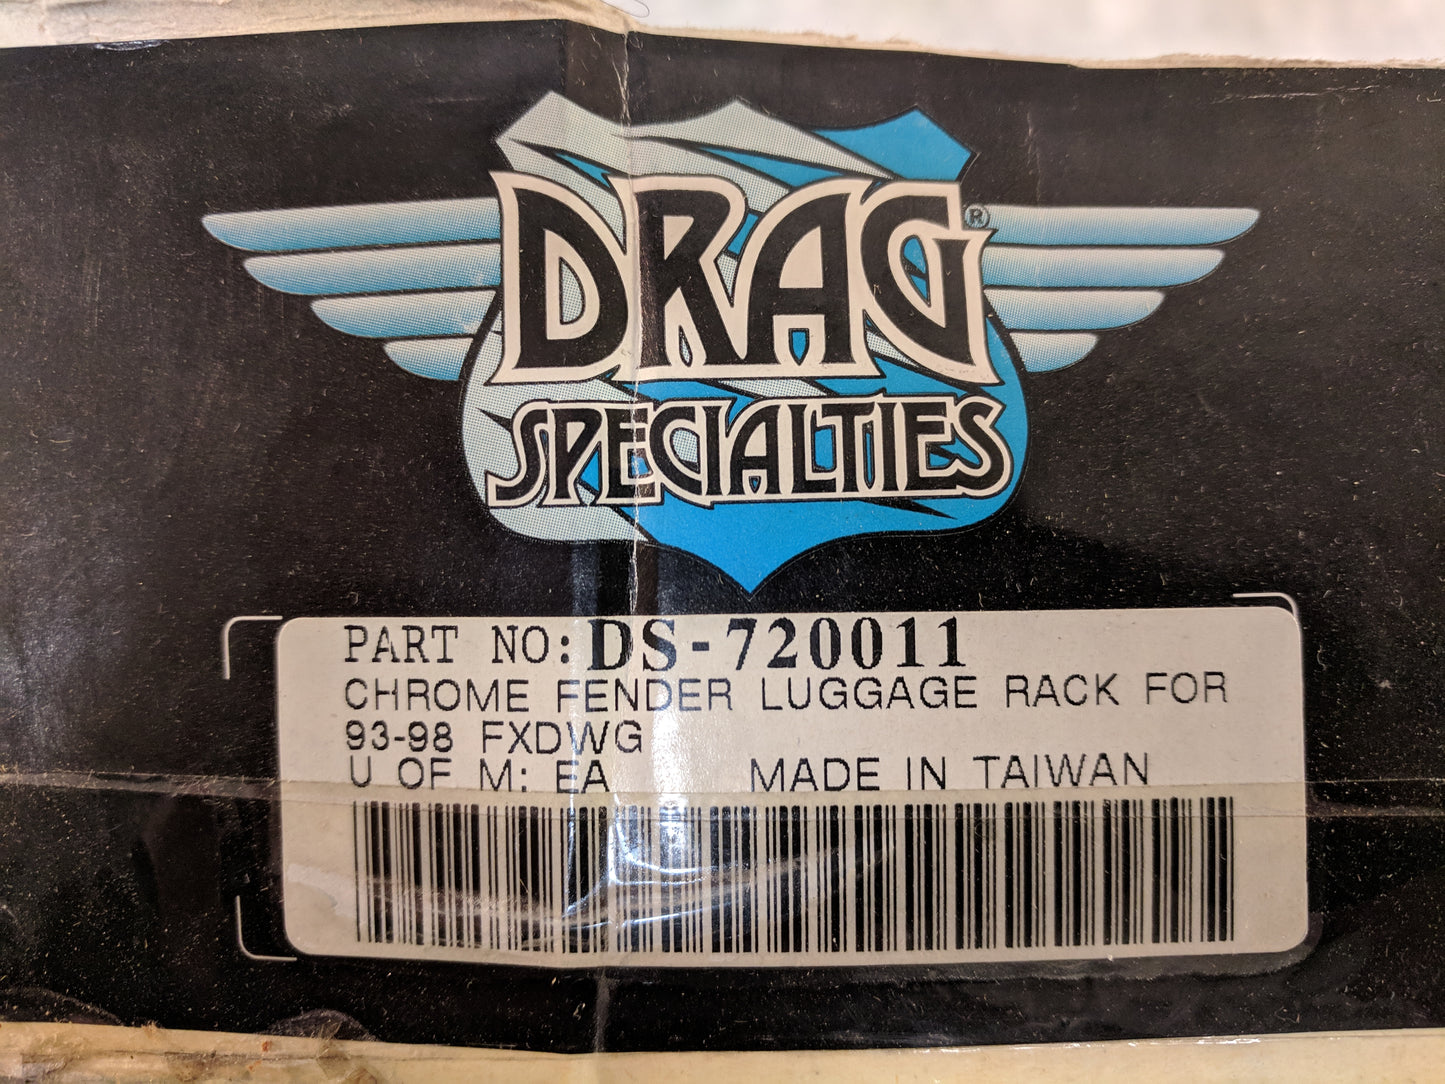 DRAG®
SPECIALTIES
PART NO: DS-720011
CHROME FENDER LUGGAGE RACK FOR
93-98 FXDWG
U OF M: EA MADE IN TAIWAN